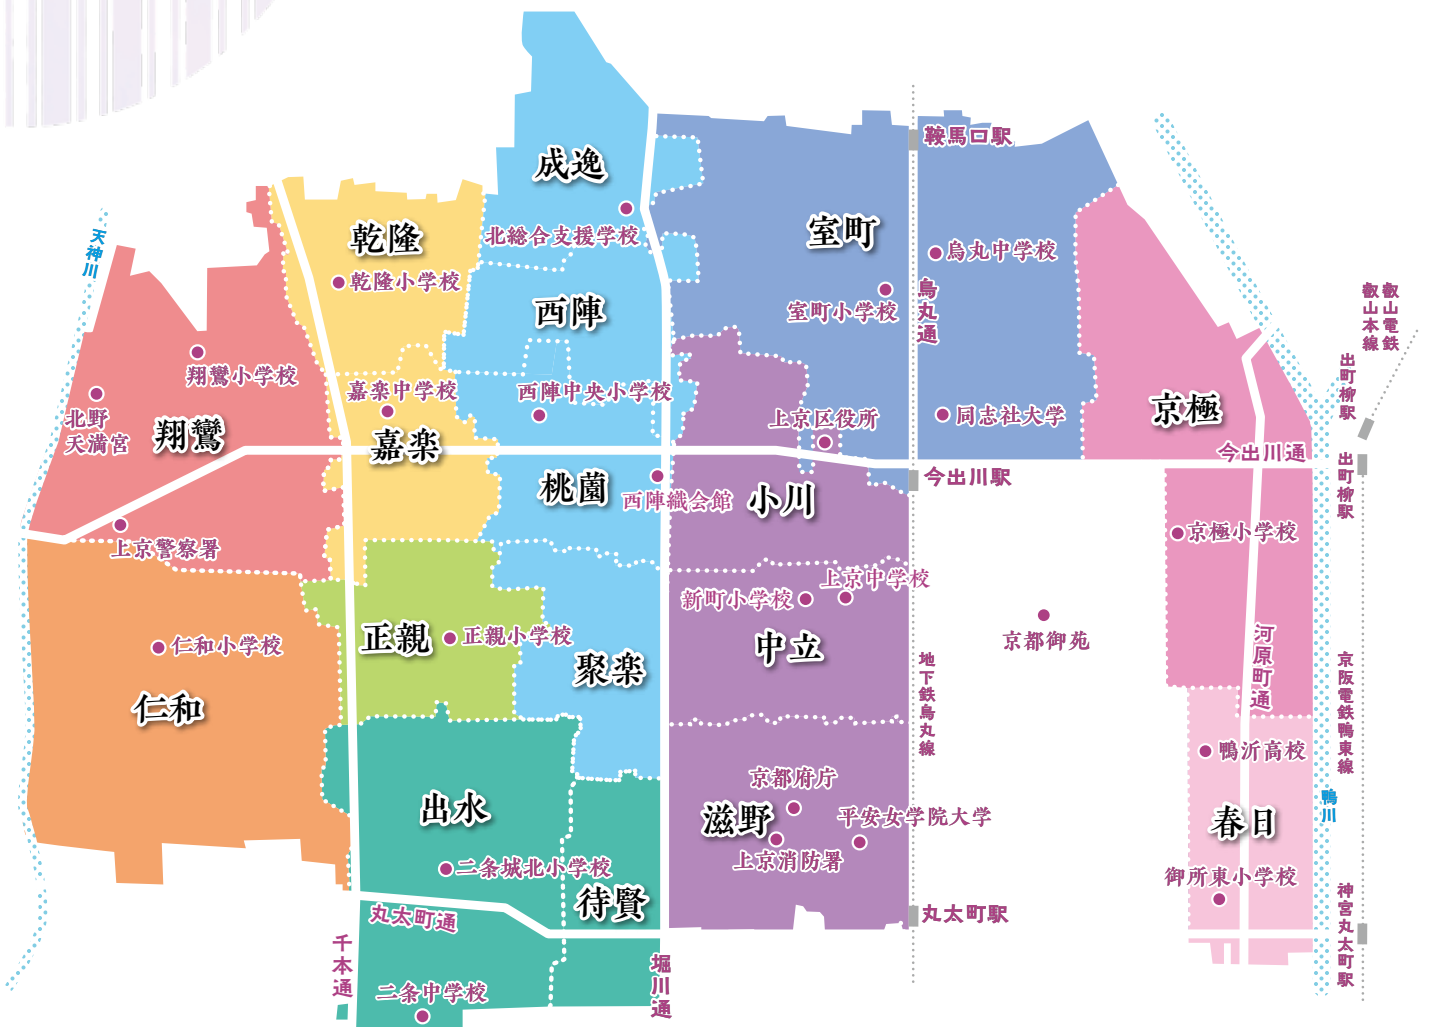 鞍馬口駅
成逸
北総合支援学校
室町
烏丸中学校
乾隆
乾隆小学校
天神川
室町小学校
烏丸通
西陣
叡山電鉄
叡山本線
出町柳駅
翔鸞小学校
嘉楽中学校
西陣中央小学校
北野
天満宮
翔鸞
嘉楽
上京区役所
同志社大学
京極
今出川通
出町柳駅
今出川駅
桃薗
西陣織会館
小川
上京警察署
京極小学校
上京中学校
新町小学校
京都御苑
仁和小学校
正親
正親小学校
中立
聚楽
地下鉄烏丸線
河原町通
京阪電鉄鴨東線
仁和
鴨沂高校
京都府庁
鴨川
出水
滋野
平安女学院大学
春日
上京消防署
二条城北小学校
御所東小学校
待賢
丸太町通
丸太町駅
神宮丸太町駅
千本通
堀川通
二条中学校